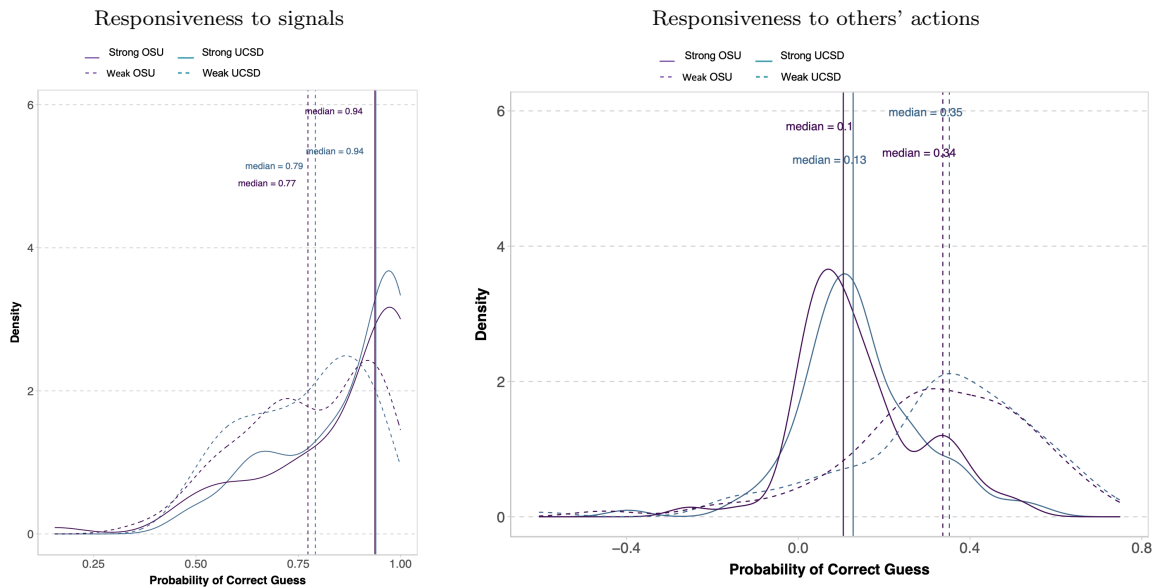 Responsiveness to signals
Strong OSU Strong UCSD
Weak OSU Weak UCSD
median = 0.94
median = 0.94
median = 0.79
median = 0.77
6
4
2
0
Density
0.25 0.50 0.75 1.00
Probability of Correct Guess
Responsiveness to others' actions
Strong OSU Strong UCSD
Weak OSU Weak UCSD
median = 0.35
median = 0.1
median = 0.34
median = 0.13
6
4
2
0
Density
−0.4 0.0 0.4 0.8
Probability of Correct Guess